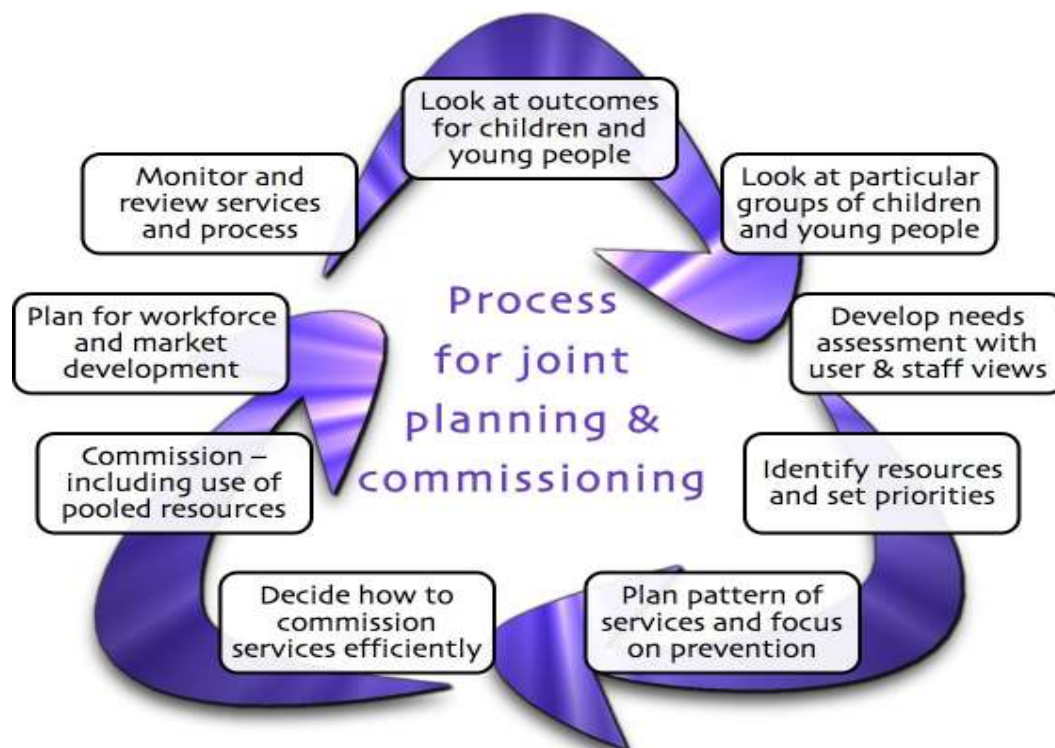 Look at outcomes
for children and
young people
Look at particular
groups of children
and young people
Develop needs
assessment with
user & staff views
Identify resources
and set priorities
Plan pattern of
services and focus
on prevention
Decide how to
commission
services efficiently
Commission –
including use of
pooled resources
Plan for workforce
and market
development
Monitor and
review services
and process
Process
for joint
planning &
commissioning